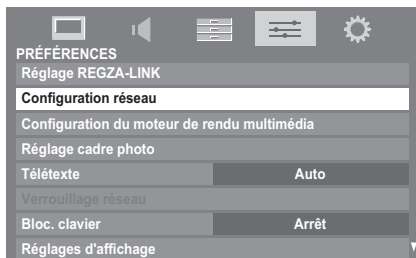 PRÉFÉRENCES
Réglage REGZA-LINK
Configuration réseau
Configuration du moteur de rendu multimédia
Réglage cadre photo
Télétexte Auto
Verrouillage réseau
Bloc. clavier Arrêt
Réglages d'affichage